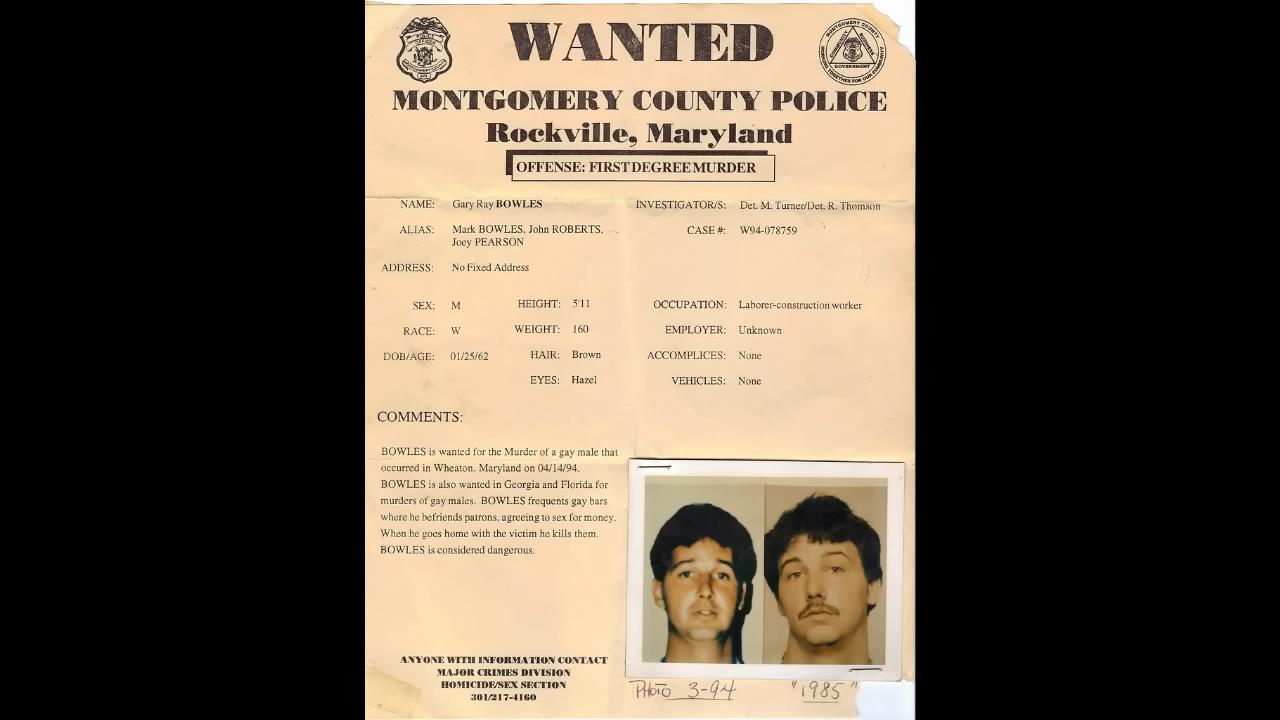 WANTED
MONTGOMERY COUNTY POLICE
Rockville, Maryland
OFFENSE: FIRST DEGREE MURDER
NAME: Gary Ray BOWLES
INVESTIGATOR/S: Det. M. Turner/Det. R. Thomson
ALIAS: Mark BOWLES, John ROBERTS,
Joey PEARSON
CASE #: W94-078759
ADDRESS: No Fixed Address
SEX: M HEIGHT: 5'11 OCCUPATION: Laborer-construction worker
RACE: W WEIGHT: 160 EMPLOYER: Unknown
DOB/AGE: 01/25/62 HAIR: Brown ACCOMPLICES: None
EYES: Hazel VEHICLES: None
COMMENTS:
BOWLES is wanted for the Murder of a gay male that
occurred in Wheaton. Maryland on 04/14/94.
BOWLES is also wanted in Georgia and Florida for
murders of gay males. BOWLES frequents gay bars
where he befriends patrons, agreeing to sex for money.
When he goes home with the victim he kills them.
BOWLES is considered dangerous.
ANYONE WITH INFORMATION CONTACT
MAJOR CRIMES DIVISION
HOMICIDE/SEX SECTION
301/217-4160
PHOTO 3-94 "1985"